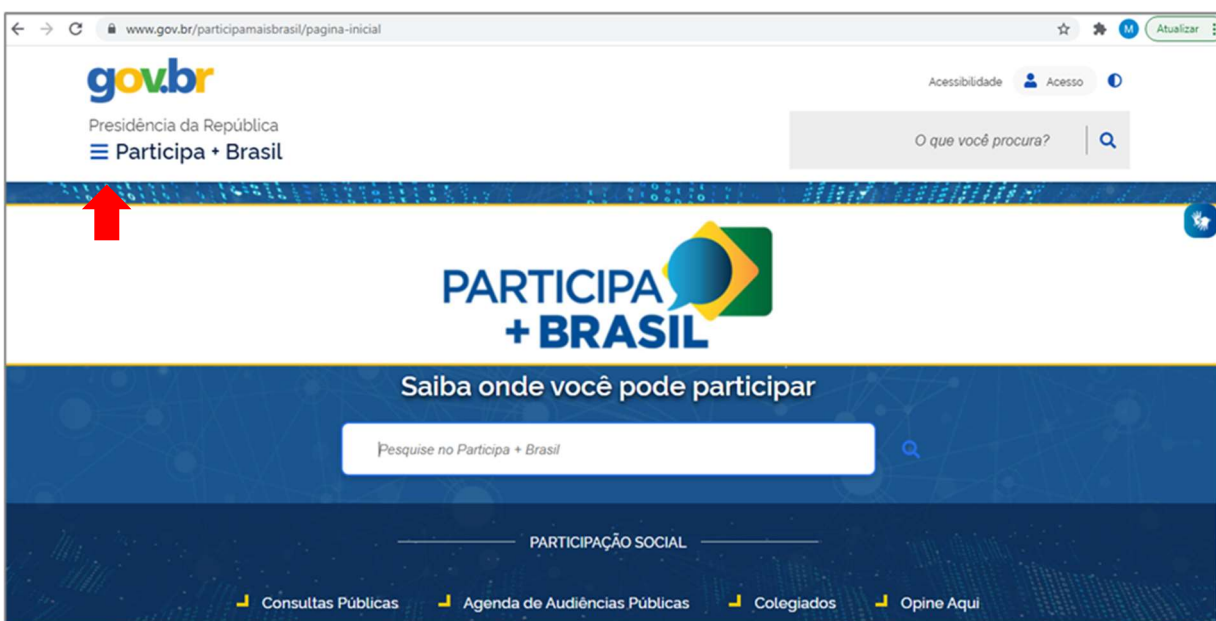 www.gov.br/participamaisbrasil/pagina-inicial
M
Atualizar
gov.br
Acessibilidade
Acesso
Presidência da República
Participa + Brasil
O que você procura?
PARTICIPA
+ BRASIL
Saiba onde você pode participar
Pesquise no Participa + Brasil
PARTICIPAÇÃO SOCIAL
Consultas Públicas Agenda de Audiências Públicas Colegiados Opine Aqui